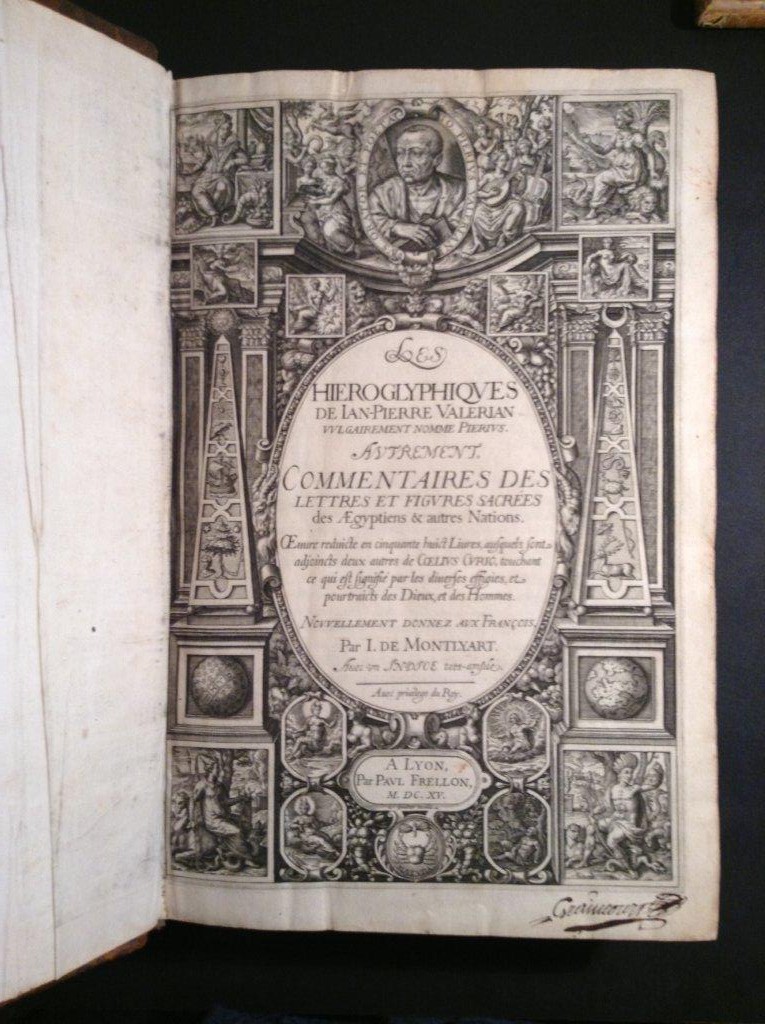 LES
HIEROGLYPHIQVES
DE IAN-PIERRE VALERIAN
VVLGAIREMENT NOMME PIERIVS.
AVTREMENT,
COMMENTAIRES DES
LETTRES ET FIGVRES SACREES
des Ægyptiens & autres Nations.
Œuure reduicte en cinquante huict Liures, ausquels sont
adjoincts deux autres de CŒLIVS CVRIO, touchant
ce qui est signifié par les diuerses effigies, et
pourtraicts des Dieux, et des Hommes.
NOVVELLEMENT DONNEZ AVX FRANÇOIS,
Par I. DE MONTLYART.
Auec vn INDICE tres-ample.
Auec priuilege du Roy.
A LYON,
Par PAVL FRELLON,
M. DC. XV.